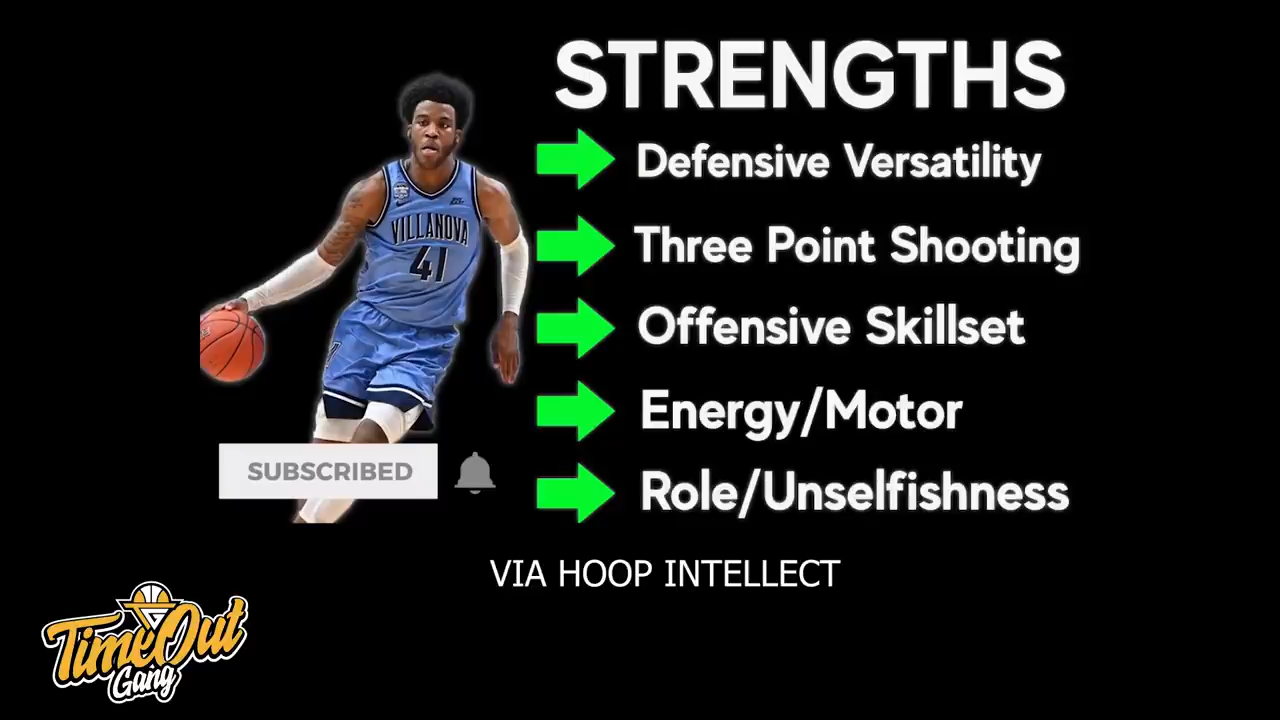 STRENGTHS
Defensive Versatility
Three Point Shooting
Offensive Skillset
Energy/Motor
Role/Unselfishness
VILLANOVA
41
SUBSCRIBED
VIA HOOP INTELLECT
TimeOut
Gang